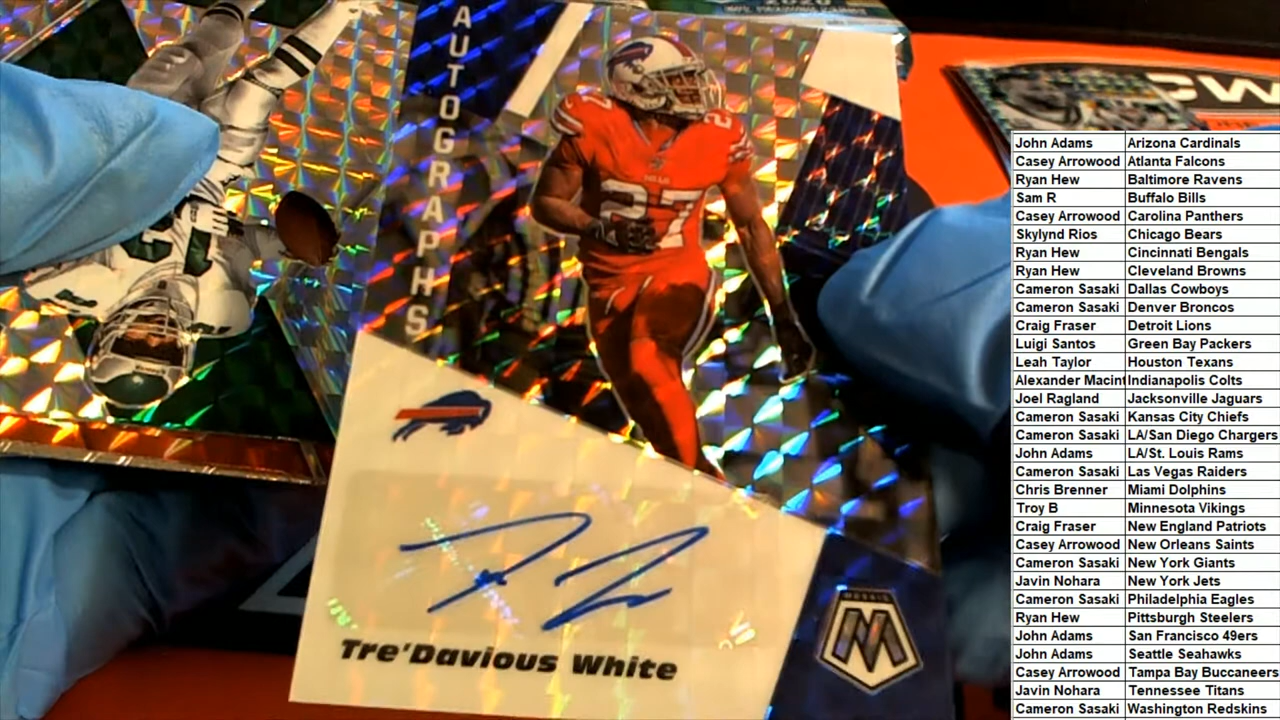 AUTOGRAPHS
BILLS
27
27
Tre'Davious White
MOSAIC
M
12
2020
CW
John Adams Arizona Cardinals
Casey Arrowood Atlanta Falcons
Ryan Hew Baltimore Ravens
Sam R Buffalo Bills
Casey Arrowood Carolina Panthers
Skylynd Rios Chicago Bears
Ryan Hew Cincinnati Bengals
Ryan Hew Cleveland Browns
Cameron Sasaki Dallas Cowboys
Cameron Sasaki Denver Broncos
Craig Fraser Detroit Lions
Luigi Santos Green Bay Packers
Leah Taylor Houston Texans
Alexander Macint Indianapolis Colts
Joel Ragland Jacksonville Jaguars
Cameron Sasaki Kansas City Chiefs
Cameron Sasaki LA/San Diego Chargers
John Adams LA/St. Louis Rams
Cameron Sasaki Las Vegas Raiders
Chris Brenner Miami Dolphins
Troy B Minnesota Vikings
Craig Fraser New England Patriots
Casey Arrowood New Orleans Saints
Cameron Sasaki New York Giants
Javin Nohara New York Jets
Cameron Sasaki Philadelphia Eagles
Ryan Hew Pittsburgh Steelers
John Adams San Francisco 49ers
John Adams Seattle Seahawks
Casey Arrowood Tampa Bay Buccaneers
Javin Nohara Tennessee Titans
Cameron Sasaki Washington Redskins